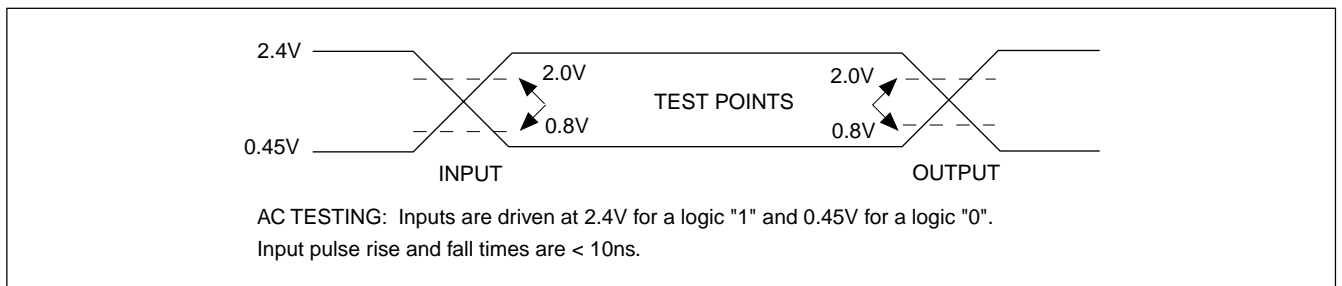 2.4V
2.0V
2.0V
TEST POINTS
0.8V
0.8V
0.45V
INPUT
OUTPUT
AC TESTING: Inputs are driven at 2.4V for a logic "1" and 0.45V for a logic "0".
Input pulse rise and fall times are < 10ns.